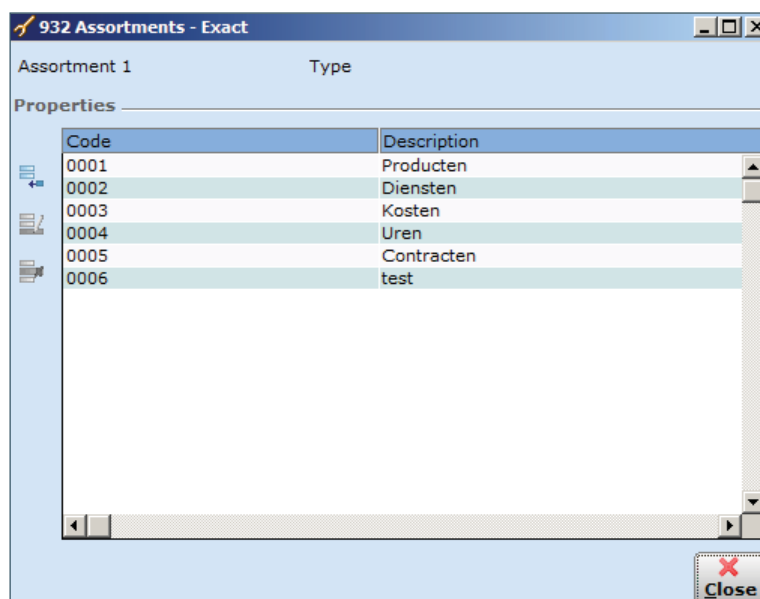 932 Assortments - Exact
Assortment 1 Type
Properties
Code Description
0001 Producten
0002 Diensten
0003 Kosten
0004 Uren
0005 Contracten
0006 test
Close